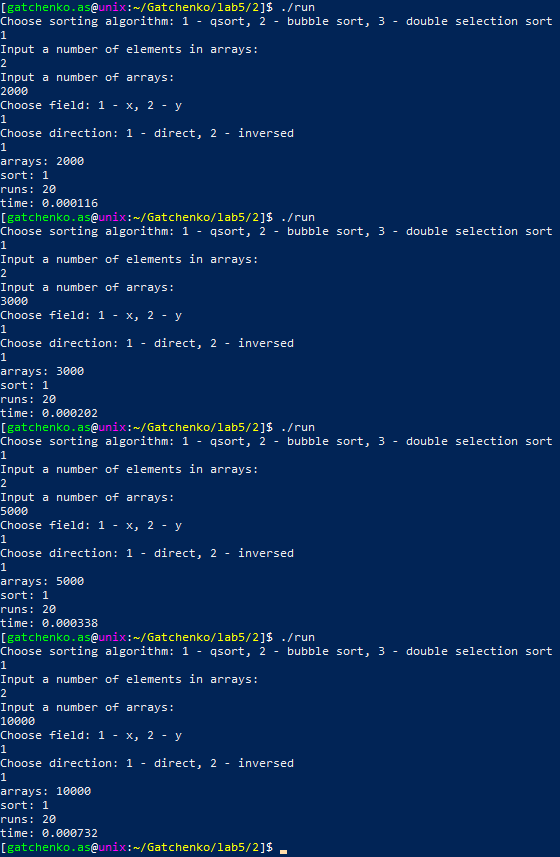 [gatchenko.as@unix:~/Gatchenko/lab5/2]$ ./run
Choose sorting algorithm: 1 - qsort, 2 - bubble sort, 3 - double selection sort
1
Input a number of elements in arrays:
2
Input a number of arrays:
2000
Choose field: 1 - x, 2 - y
1
Choose direction: 1 - direct, 2 - inversed
1
arrays: 2000
sort: 1
runs: 20
time: 0.000116
[gatchenko.as@unix:~/Gatchenko/lab5/2]$ ./run
Choose sorting algorithm: 1 - qsort, 2 - bubble sort, 3 - double selection sort
1
Input a number of elements in arrays:
2
Input a number of arrays:
3000
Choose field: 1 - x, 2 - y
1
Choose direction: 1 - direct, 2 - inversed
1
arrays: 3000
sort: 1
runs: 20
time: 0.000202
[gatchenko.as@unix:~/Gatchenko/lab5/2]$ ./run
Choose sorting algorithm: 1 - qsort, 2 - bubble sort, 3 - double selection sort
1
Input a number of elements in arrays:
2
Input a number of arrays:
5000
Choose field: 1 - x, 2 - y
1
Choose direction: 1 - direct, 2 - inversed
1
arrays: 5000
sort: 1
runs: 20
time: 0.000338
[gatchenko.as@unix:~/Gatchenko/lab5/2]$ ./run
Choose sorting algorithm: 1 - qsort, 2 - bubble sort, 3 - double selection sort
1
Input a number of elements in arrays:
2
Input a number of arrays:
10000
Choose field: 1 - x, 2 - y
1
Choose direction: 1 - direct, 2 - inversed
1
arrays: 10000
sort: 1
runs: 20
time: 0.000732
[gatchenko.as@unix:~/Gatchenko/lab5/2]$